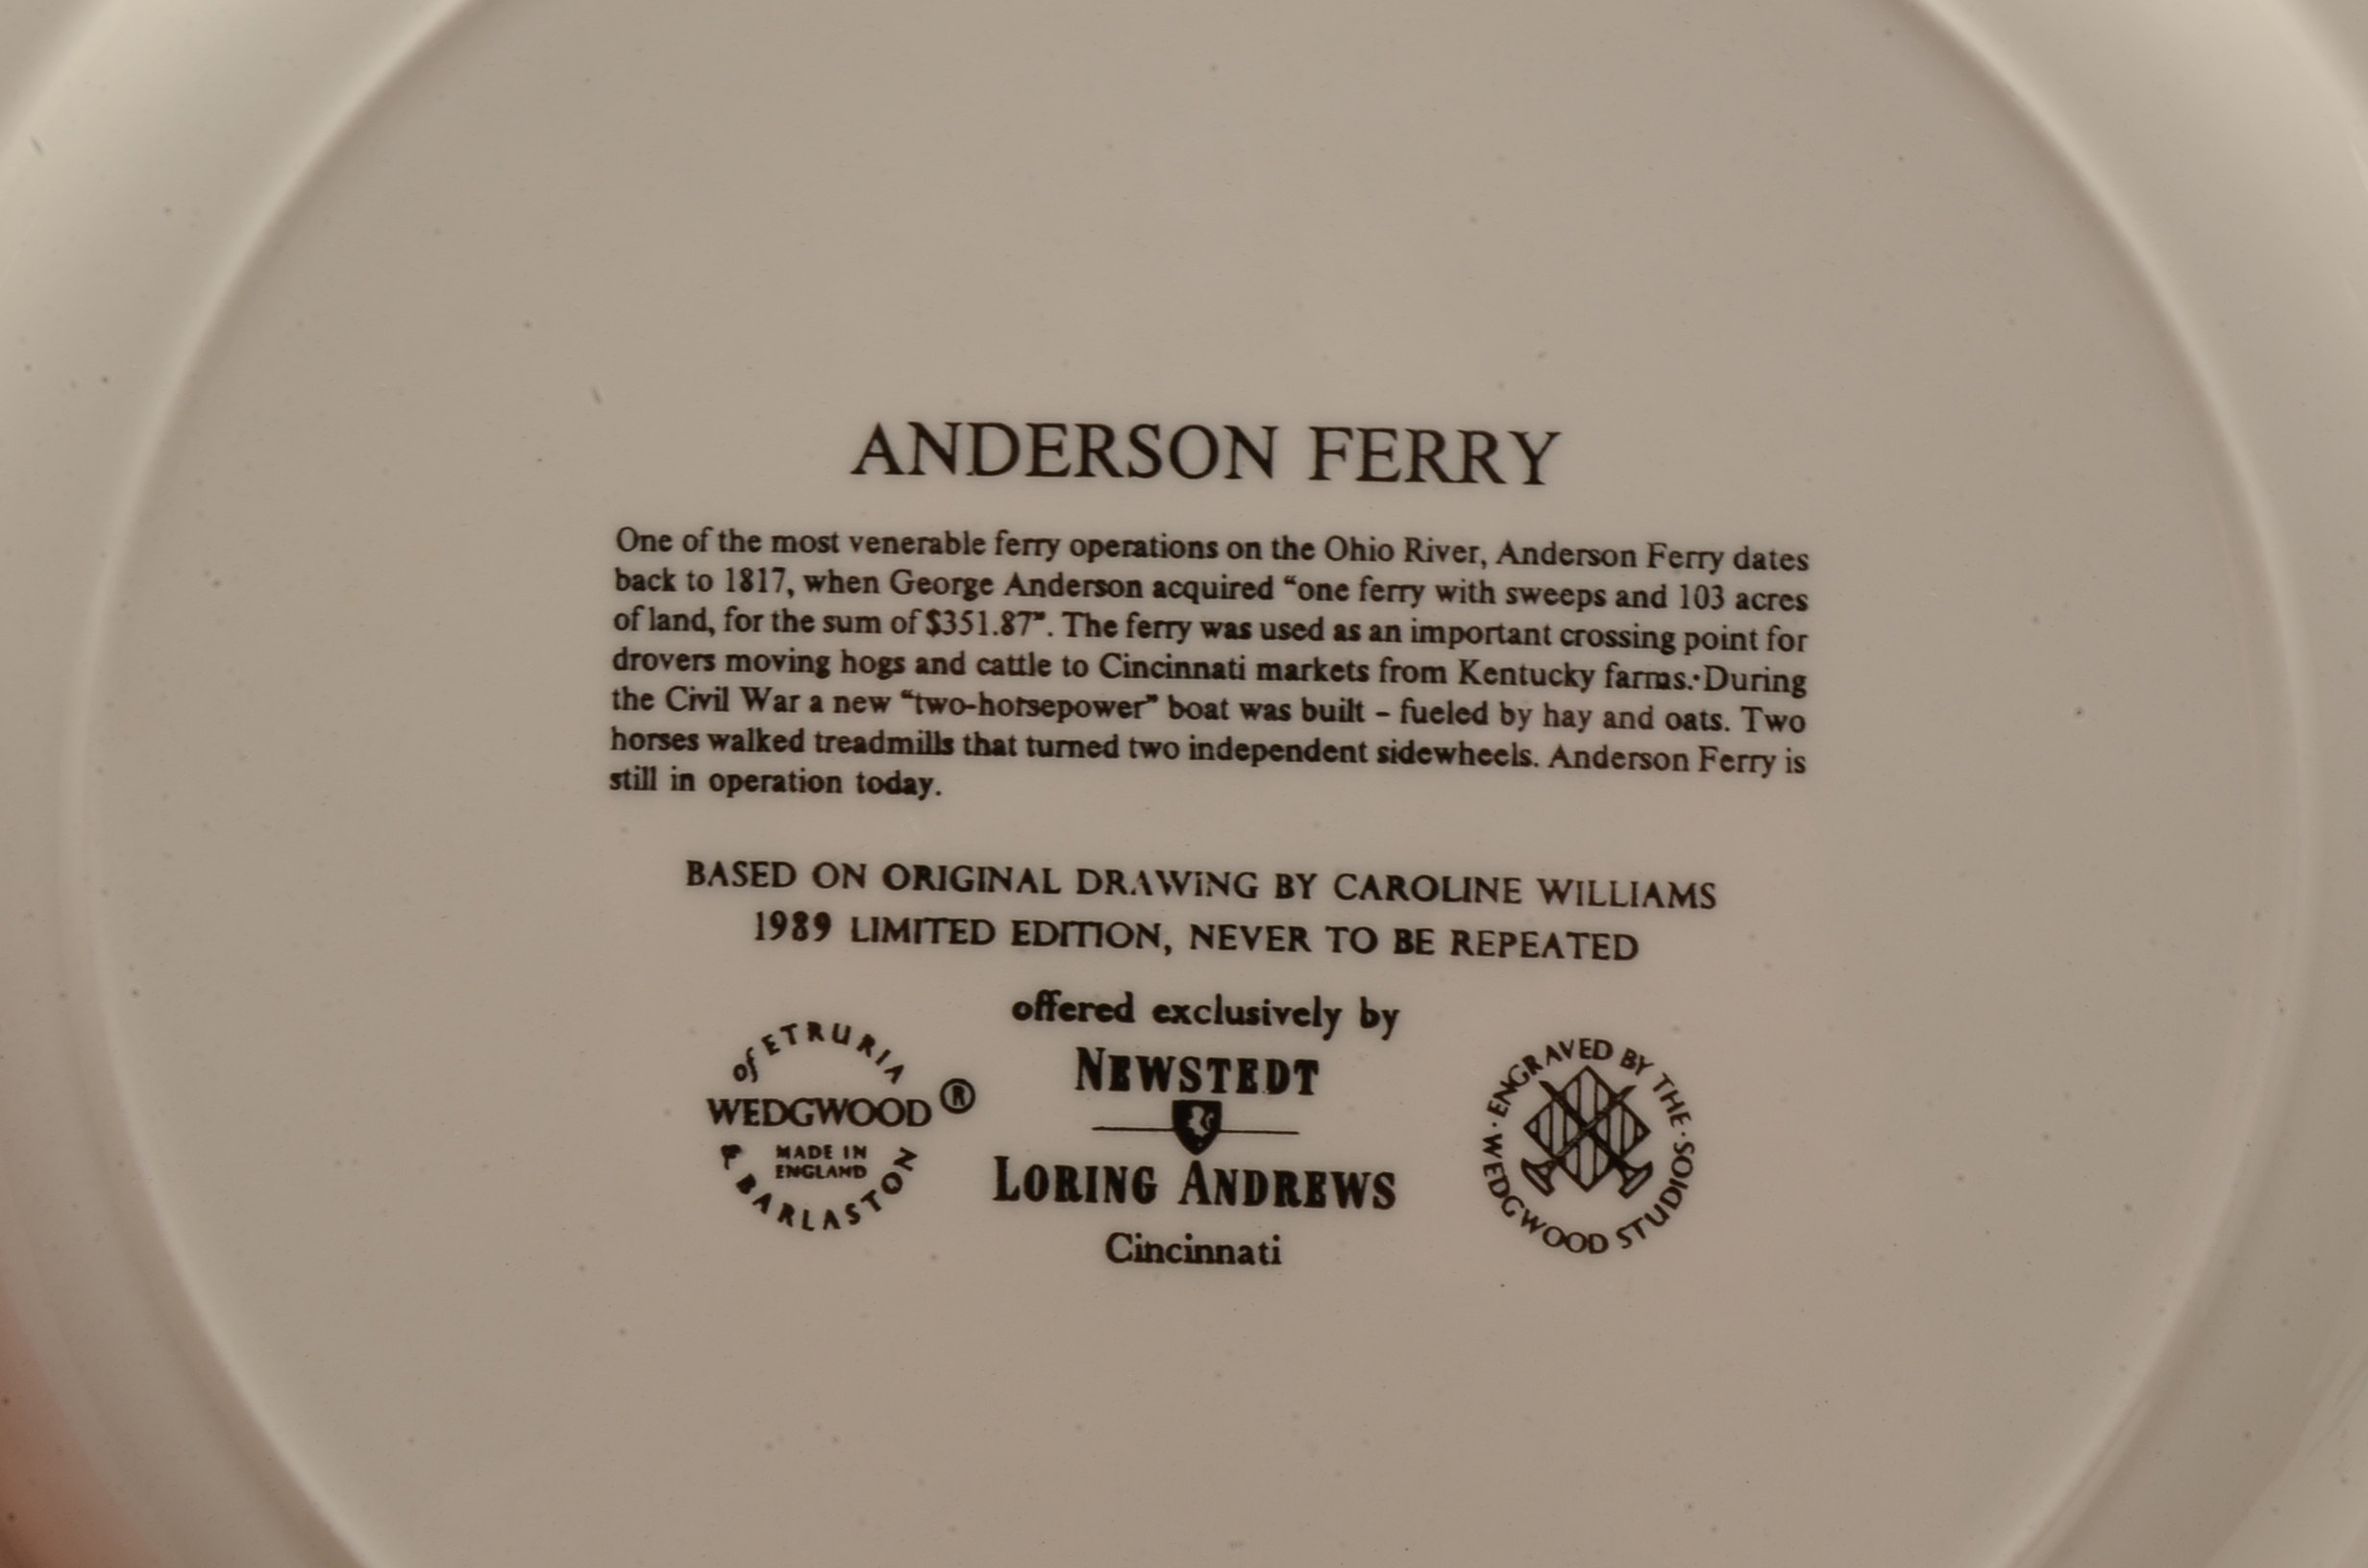 ANDERSON FERRY
One of the most venerable ferry operations on the Ohio River, Anderson Ferry dates
back to 1817, when George Anderson acquired “one ferry with sweeps and 103 acres
of land, for the sum of $351.87”. The ferry was used as an important crossing point for
drovers moving hogs and cattle to Cincinnati markets from Kentucky farms. During
the Civil War a new “two-horsepower” boat was built – fueled by hay and oats. Two
horses walked treadmills that turned two independent sidewheels. Anderson Ferry is
still in operation today.
BASED ON ORIGINAL DRAWING BY CAROLINE WILLIAMS
1989 LIMITED EDITION, NEVER TO BE REPEATED
offered exclusively by
NEWSTEDT
LORING ANDREWS
Cincinnati
of ETRURIA
WEDGWOOD ®
MADE IN
ENGLAND
& BARLASTON
ENGRAVED BY THE · STUDIOS WEDGWOOD ·